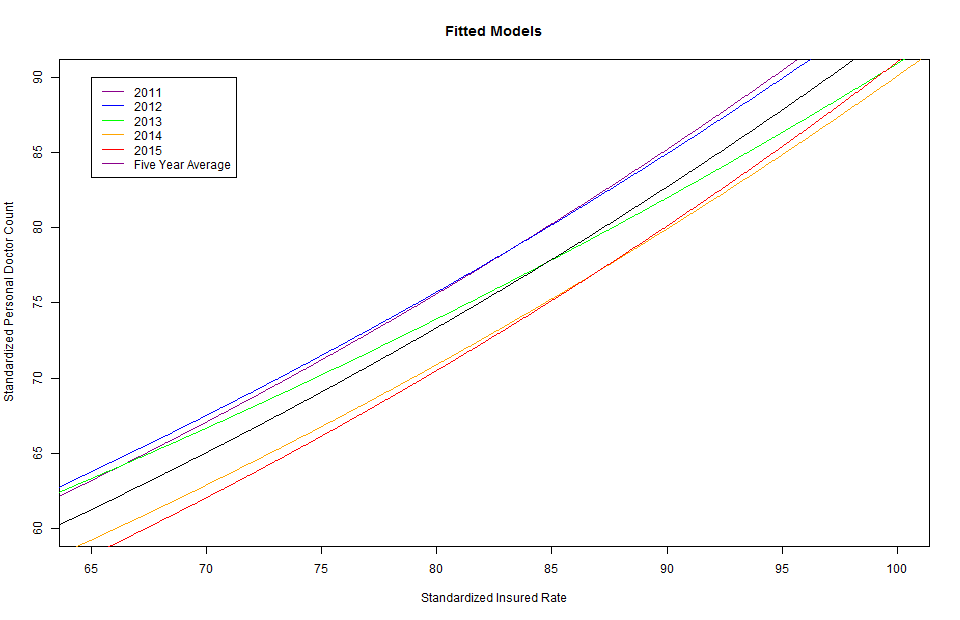 Fitted Models
2011
2012
2013
2014
2015
Five Year Average
Standardized Personal Doctor Count
90
85
80
75
70
65
60
65 70 75 80 85 90 95 100
Standardized Insured Rate